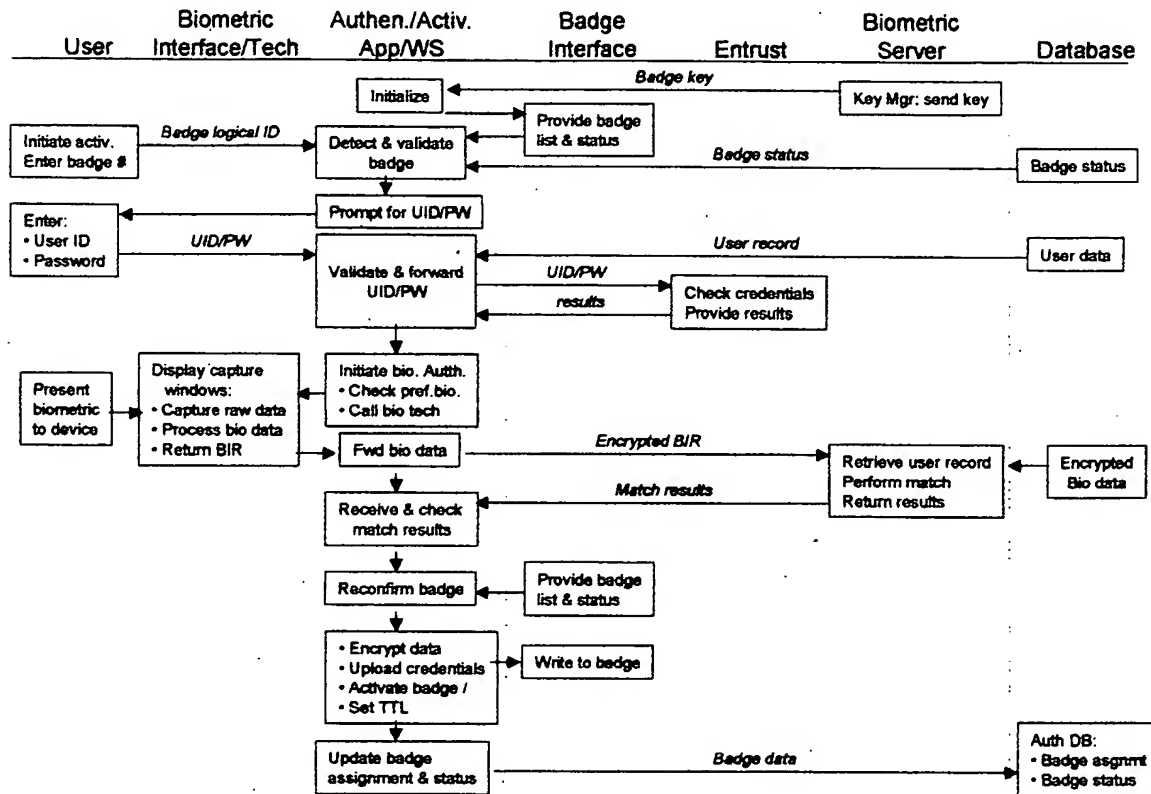 User
Biometric
Interface/Tech
Authen./Activ.
App/WS
Badge
Interface
Entrust
Biometric
Server
Database
Badge key
Initialize
Key Mgr: send key
Provide badge
list & status
Initiate activ.
Enter badge #
Badge logical ID
Detect & validate
badge
Badge status
Badge status
Prompt for UID/PW
Enter:
• User ID
• Password
UID/PW
User record
User data
Validate & forward
UID/PW
UID/PW
results
Check credentials
Provide results
Present
biometric
to device
Display capture
windows:
• Capture raw data
• Process bio data
• Return BIR
Initiate bio. Auth.
• Check pref.bio.
• Call bio tech
Fwd bio data
Encrypted BIR
Retrieve user record
Perform match
Return results
Encrypted
Bio data
Match results
Receive & check
match results
Reconfirm badge
Provide badge
list & status
• Encrypt data
• Upload credentials
• Activate badge /
• Set TTL
Write to badge
Update badge
assignment & status
Badge data
Auth DB:
• Badge asgnmt
• Badge status